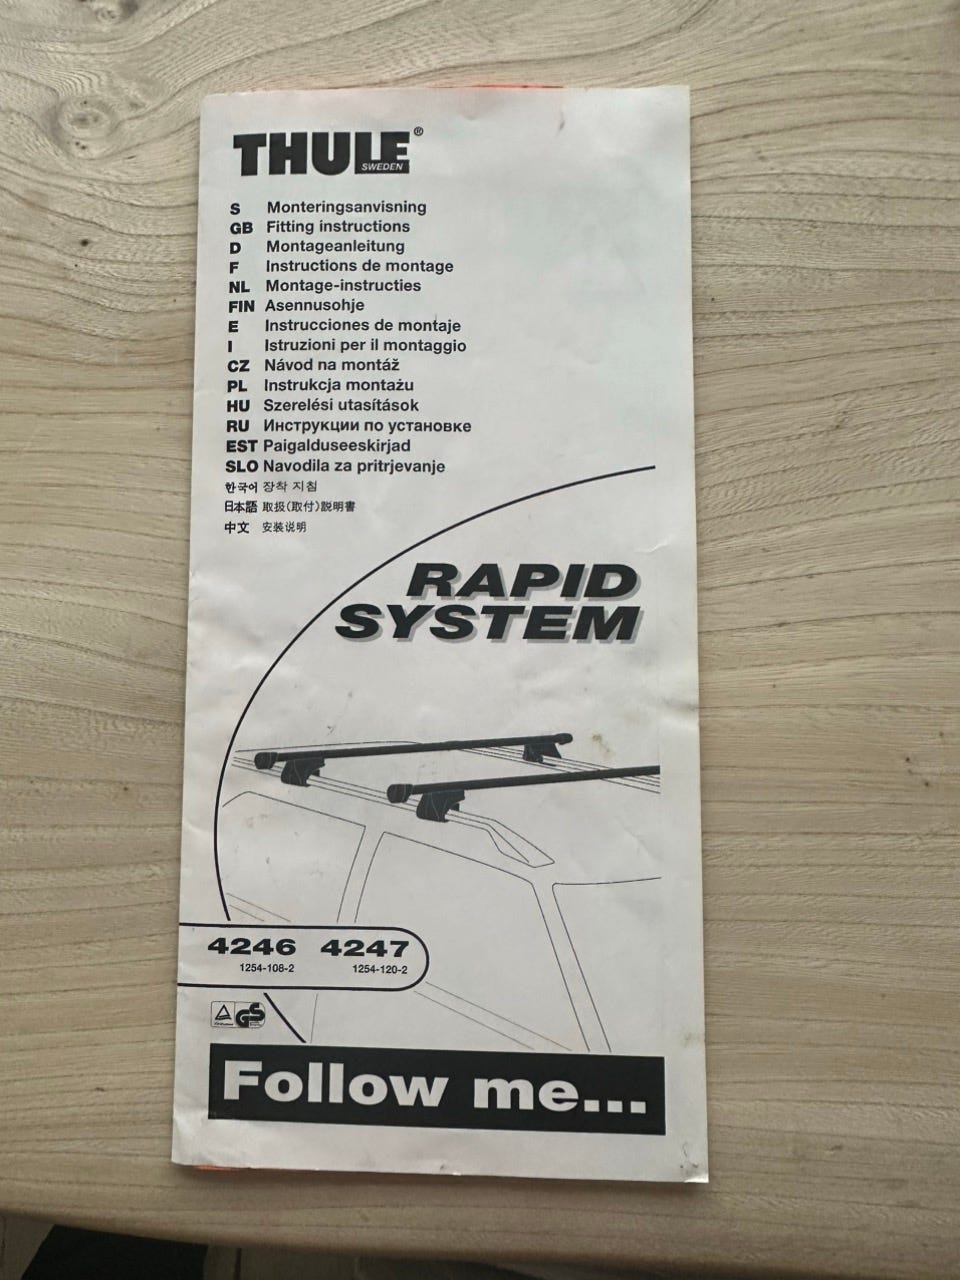 THULE®
SWEDEN
S Monteringsanvisning
GB Fitting instructions
D Montageanleitung
F Instructions de montage
NL Montage-instructies
FIN Asennusohje
E Instrucciones de montaje
I Istruzioni per il montaggio
CZ Návod na montáž
PL Instrukcja montażu
HU Szerelési utasítások
RU Инструкции по установке
EST Paigalduseeskirjad
SLO Navodila za pritrjevanje
한국어 장착 지침
日本語 取扱(取付)説明書
中文 安装说明
RAPID
SYSTEM
4246 4247
1254-108-2 1254-120-2
GS
Follow me...